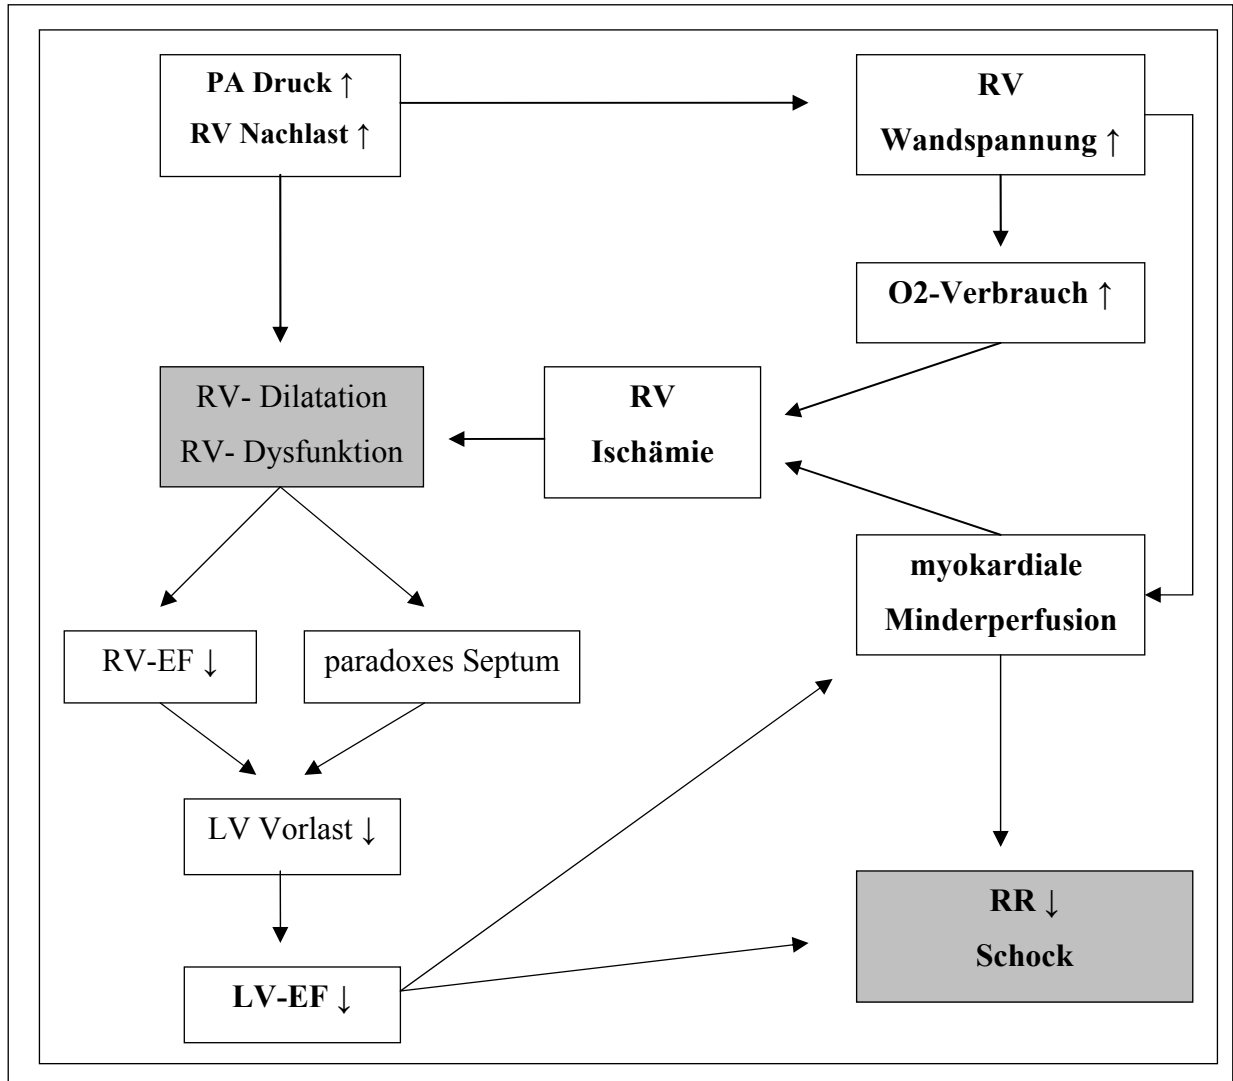 PA Druck ↑
RV Nachlast ↑
RV
Wandspannung ↑
O2-Verbrauch ↑
RV- Dilatation
RV- Dysfunktion
RV
Ischämie
myokardiale
Minderperfusion
RV-EF ↓
paradoxes Septum
LV Vorlast ↓
RR ↓
Schock
LV-EF ↓